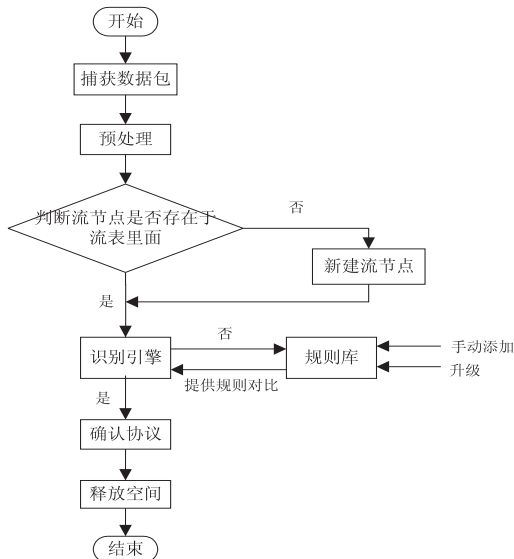 开始
捕获数据包
预处理
判断流节点是否存在于
流表里面
否
新建流节点
是
识别引擎
否
规则库
手动添加
升级
提供规则对比
是
确认协议
释放空间
结束